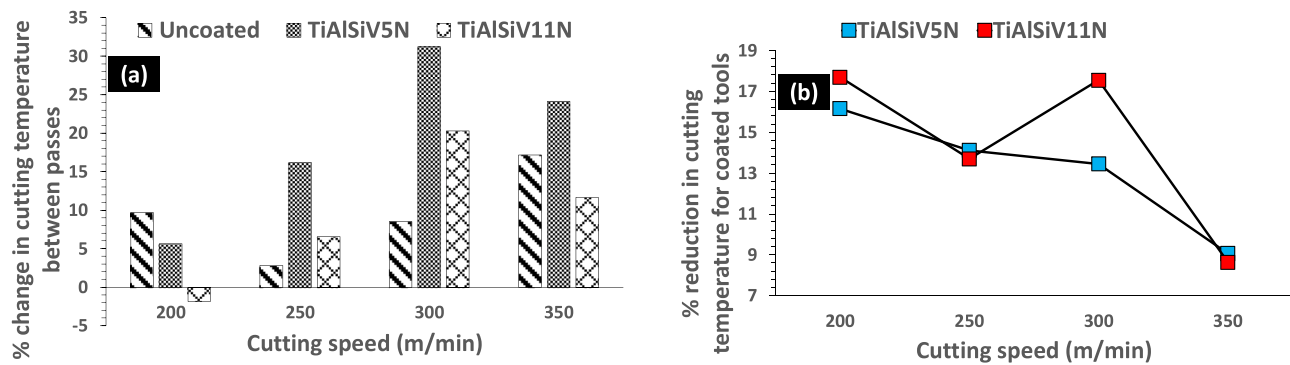 % change in cutting temperature
between passes
35
30
25
20
15
10
5
0
-5
Uncoated
TiAlSiV5N
TiAlSiV11N
(a)
200
250
300
350
Cutting speed (m/min)
% reduction in cutting
temperature for coated tools
19
17
15
13
11
9
7
TiAlSiV5N
TiAlSiV11N
(b)
200
250
300
350
Cutting speed (m/min)